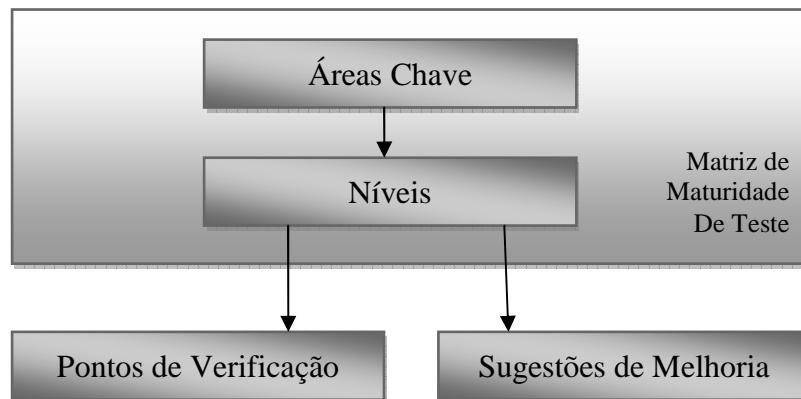 Áreas Chave
Níveis
Matriz de
Maturidade
De Teste
Pontos de Verificação
Sugestões de Melhoria